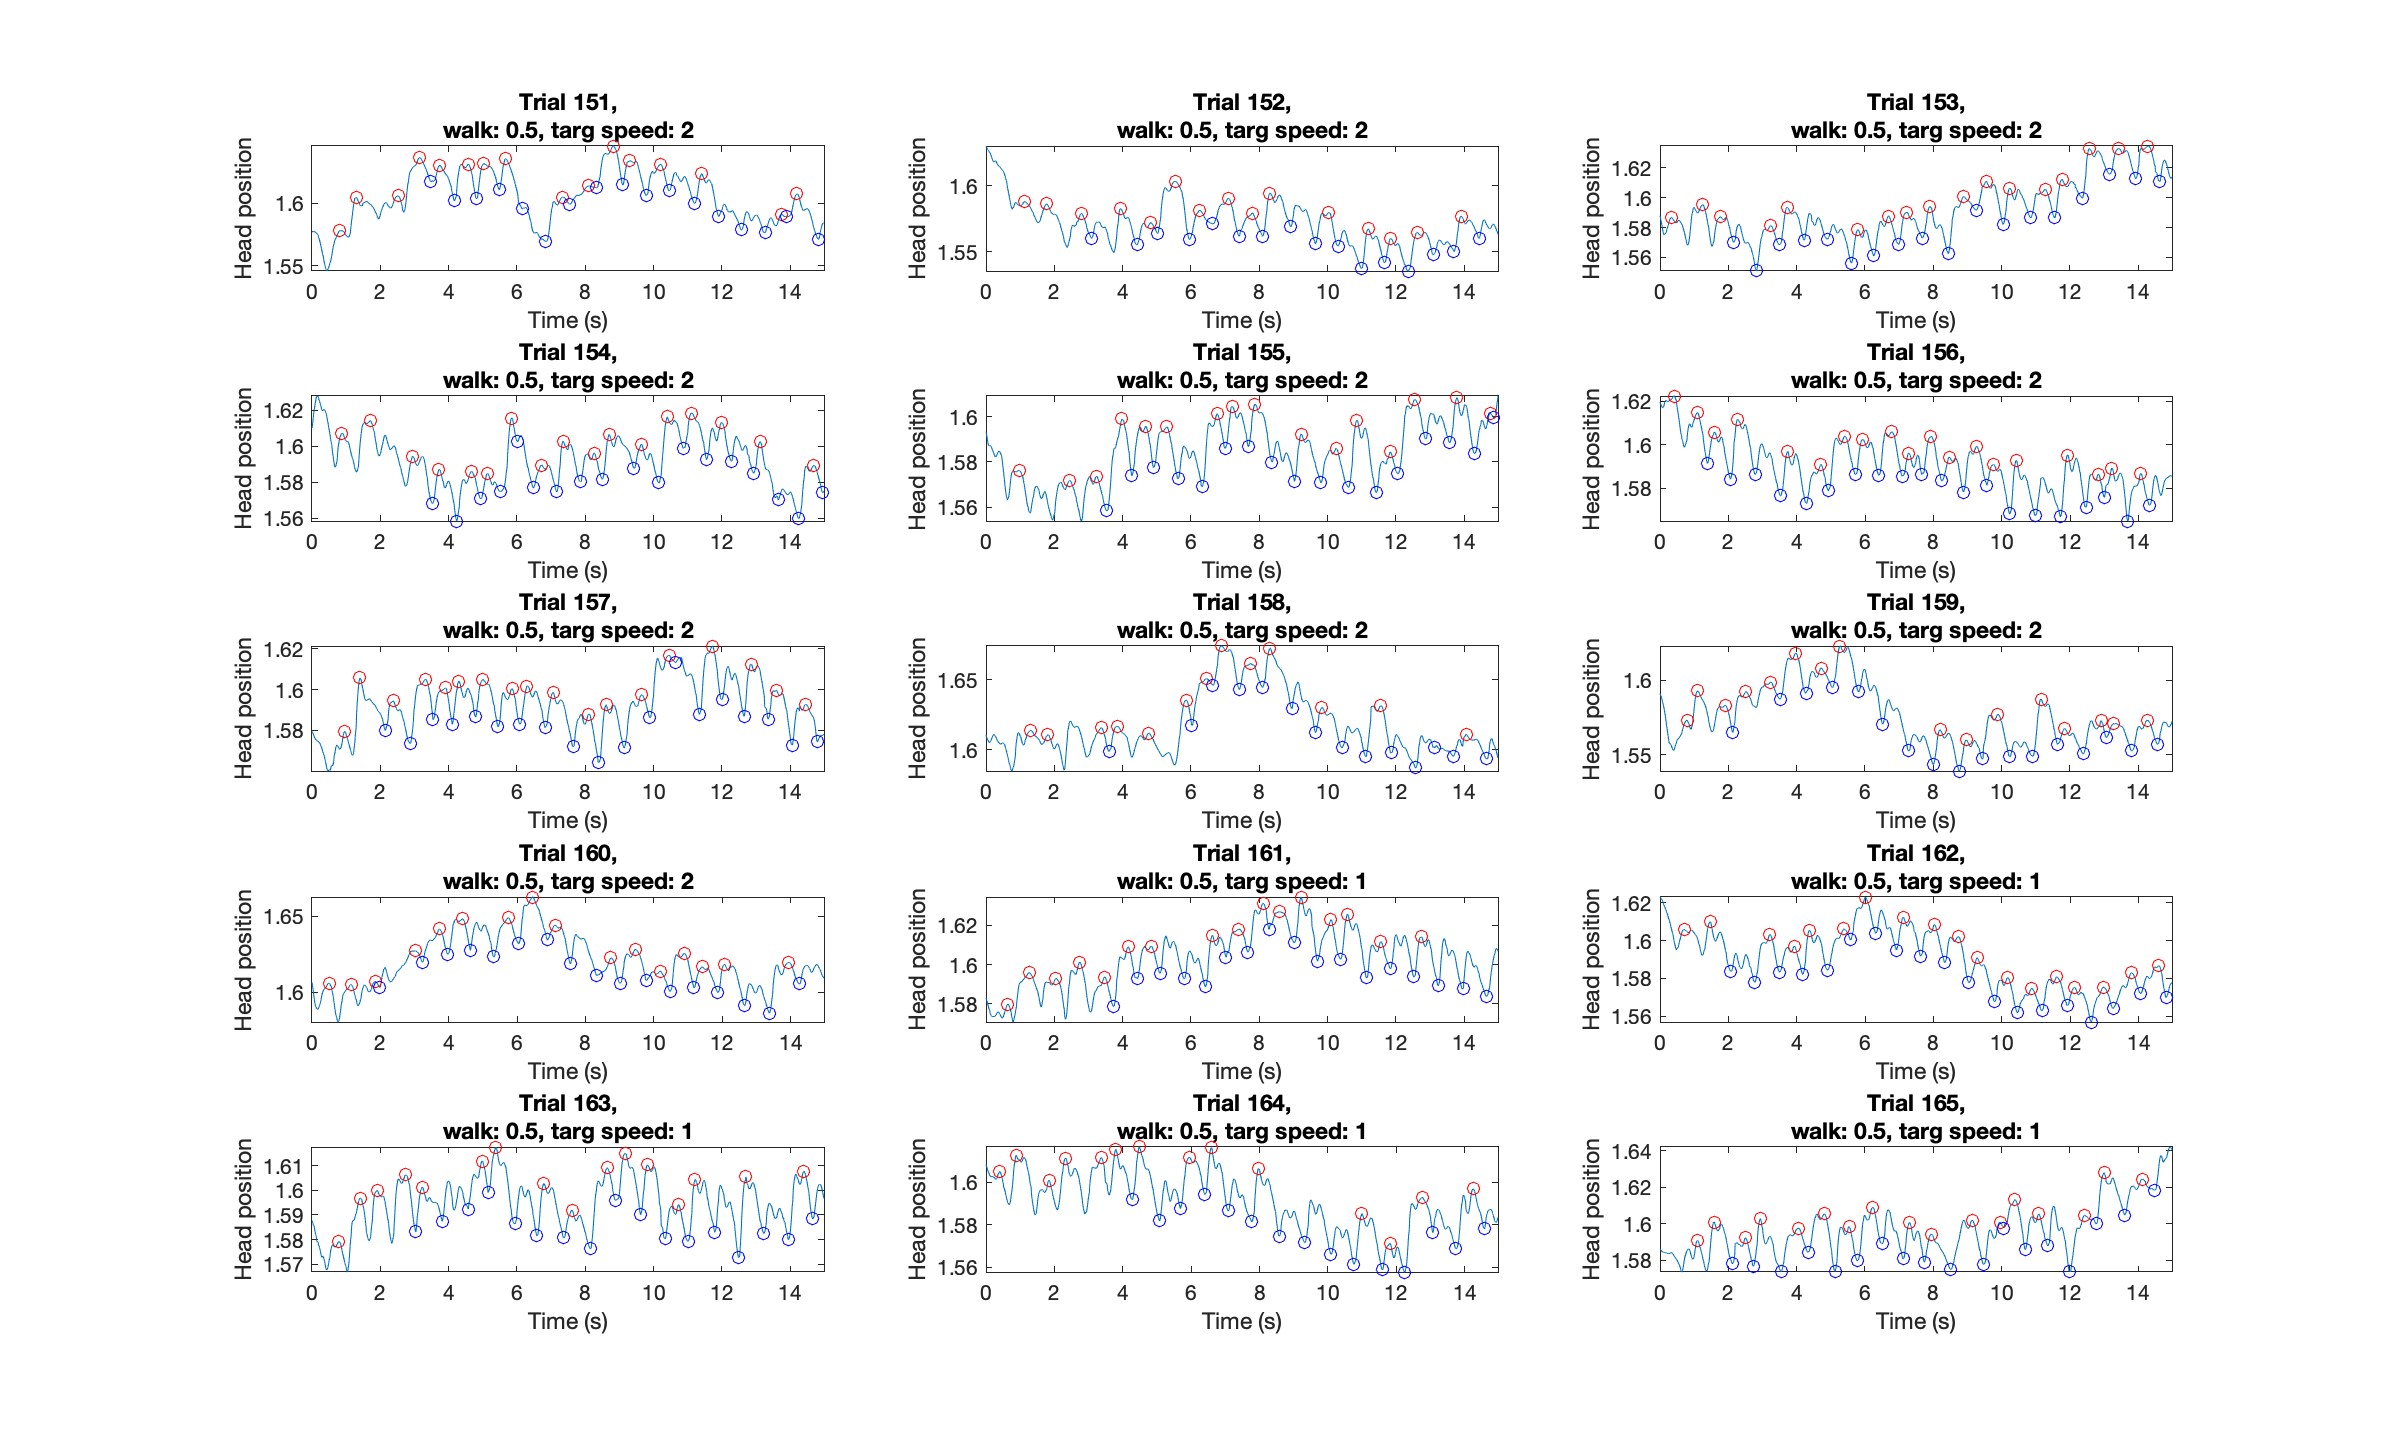 Trial 151,
walk: 0.5, targ speed: 2
Head position
1.6
1.55
0 2 4 6 8 10 12 14
Time (s)
Trial 152,
walk: 0.5, targ speed: 2
Head position
1.6
1.55
0 2 4 6 8 10 12 14
Time (s)
Trial 153,
walk: 0.5, targ speed: 2
Head position
1.62
1.6
1.58
1.56
0 2 4 6 8 10 12 14
Time (s)
Trial 154,
walk: 0.5, targ speed: 2
Head position
1.62
1.6
1.58
1.56
0 2 4 6 8 10 12 14
Time (s)
Trial 155,
walk: 0.5, targ speed: 2
Head position
1.6
1.58
1.56
0 2 4 6 8 10 12 14
Time (s)
Trial 156,
walk: 0.5, targ speed: 2
Head position
1.62
1.6
1.58
0 2 4 6 8 10 12 14
Time (s)
Trial 157,
walk: 0.5, targ speed: 2
Head position
1.62
1.6
1.58
0 2 4 6 8 10 12 14
Time (s)
Trial 158,
walk: 0.5, targ speed: 2
Head position
1.65
1.6
0 2 4 6 8 10 12 14
Time (s)
Trial 159,
walk: 0.5, targ speed: 2
Head position
1.6
1.55
0 2 4 6 8 10 12 14
Time (s)
Trial 160,
walk: 0.5, targ speed: 2
Head position
1.65
1.6
0 2 4 6 8 10 12 14
Time (s)
Trial 161,
walk: 0.5, targ speed: 1
Head position
1.62
1.6
1.58
0 2 4 6 8 10 12 14
Time (s)
Trial 162,
walk: 0.5, targ speed: 1
Head position
1.62
1.6
1.58
1.56
0 2 4 6 8 10 12 14
Time (s)
Trial 163,
walk: 0.5, targ speed: 1
Head position
1.61
1.6
1.59
1.58
1.57
0 2 4 6 8 10 12 14
Time (s)
Trial 164,
walk: 0.5, targ speed: 1
Head position
1.6
1.58
1.56
0 2 4 6 8 10 12 14
Time (s)
Trial 165,
walk: 0.5, targ speed: 1
Head position
1.64
1.62
1.6
1.58
0 2 4 6 8 10 12 14
Time (s)